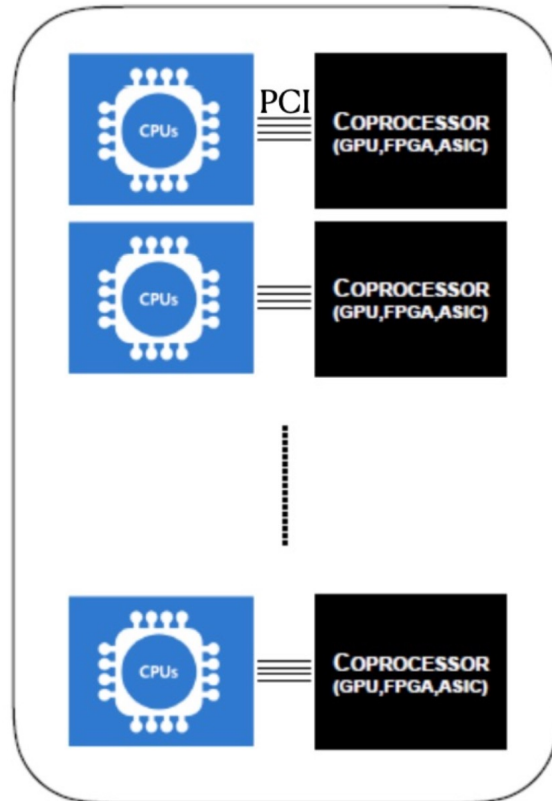 CPUs
PCI
COPROCESSOR
(GPU,FPGA,ASIC)
CPUs
COPROCESSOR
(GPU,FPGA,ASIC)
CPUs
COPROCESSOR
(GPU,FPGA,ASIC)